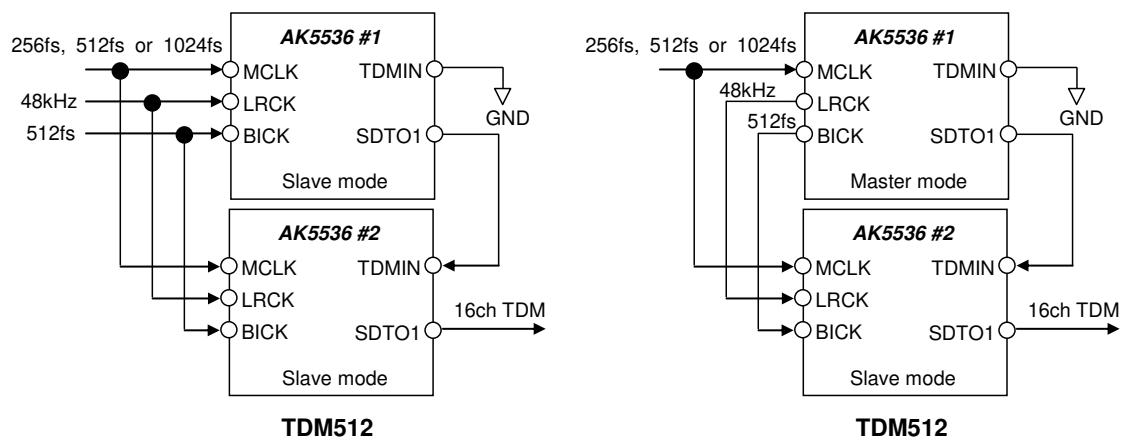 AK5536 #1
256fs, 512fs or 1024fs
MCLK
TDMIN
48kHz
LRCK
GND
512fs
BICK
SDTO1
Slave mode
AK5536 #2
MCLK
TDMIN
LRCK
16ch TDM
BICK
SDTO1
Slave mode
TDM512
AK5536 #1
256fs, 512fs or 1024fs
MCLK
TDMIN
48kHz
LRCK
GND
512fs
BICK
SDTO1
Master mode
AK5536 #2
MCLK
TDMIN
LRCK
16ch TDM
BICK
SDTO1
Slave mode
TDM512